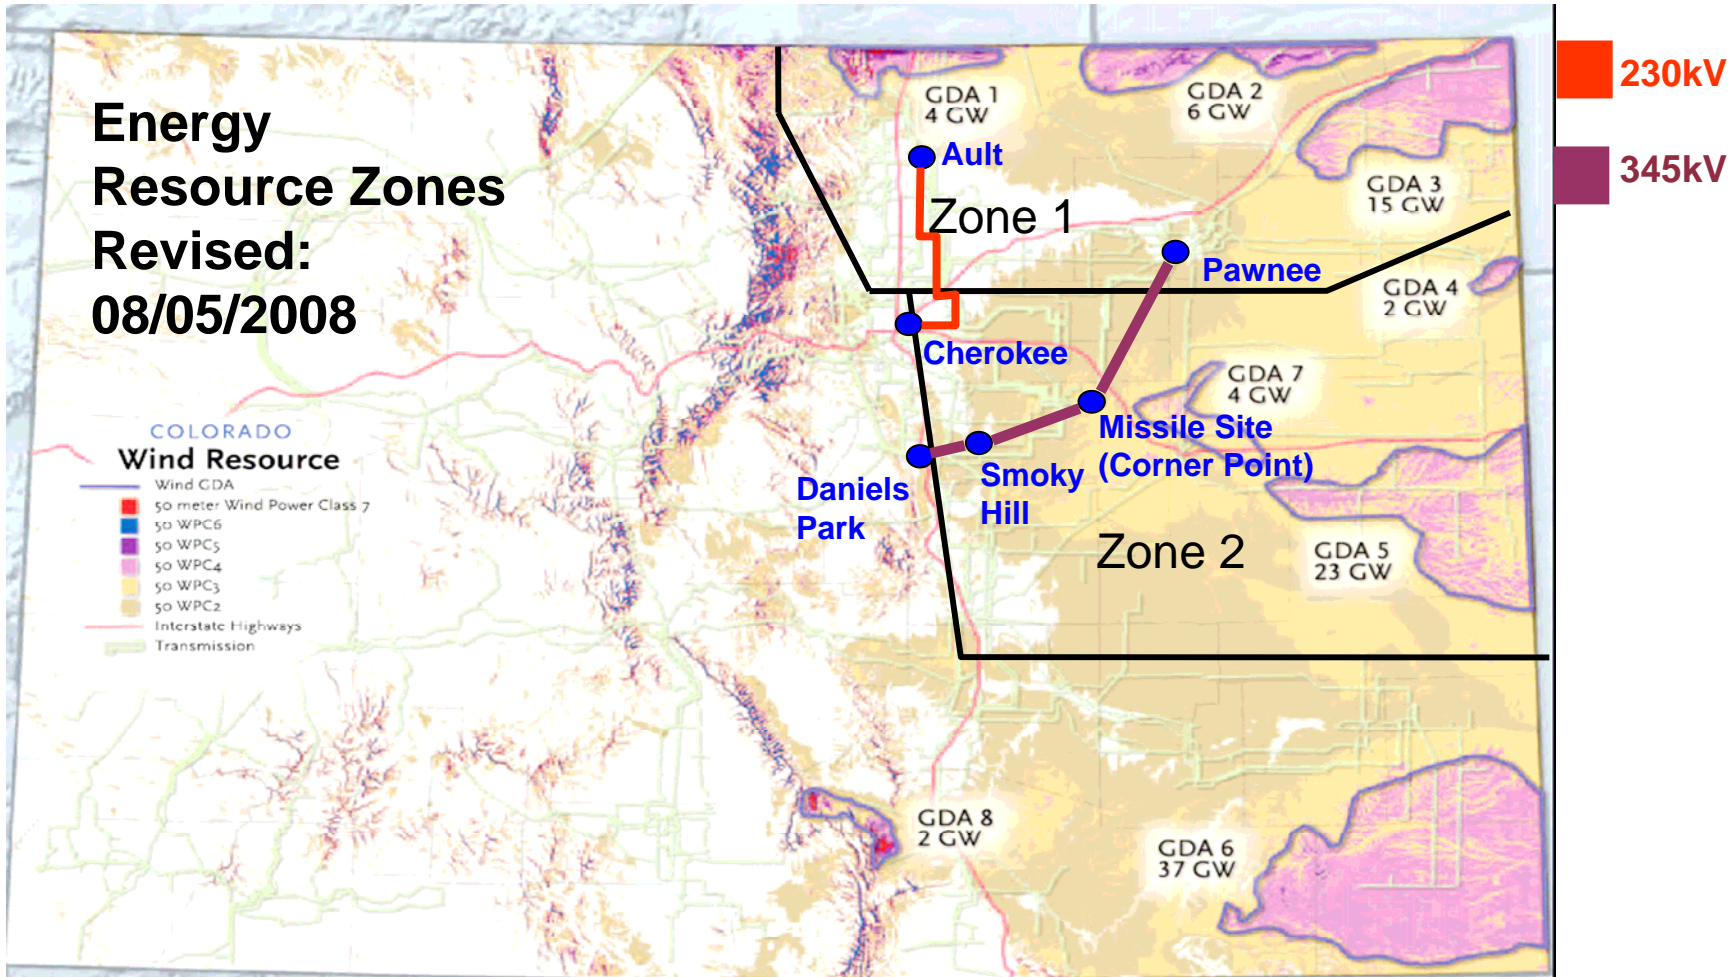 Energy
Resource Zones
Revised:
08/05/2008
230kV
345kV
GDA 1
4 GW
GDA 2
6 GW
Ault
GDA 3
15 GW
Zone 1
Pawnee
GDA 4
2 GW
Cherokee
GDA 7
4 GW
Missile Site
(Corner Point)
Smoky
Hill
Daniels
Park
Zone 2
GDA 5
23 GW
COLORADO
Wind Resource
Wind GDA
50 meter Wind Power Class 7
50 WPC6
50 WPC5
50 WPC4
50 WPC3
50 WPC2
Interstate Highways
Transmission
GDA 8
2 GW
GDA 6
37 GW